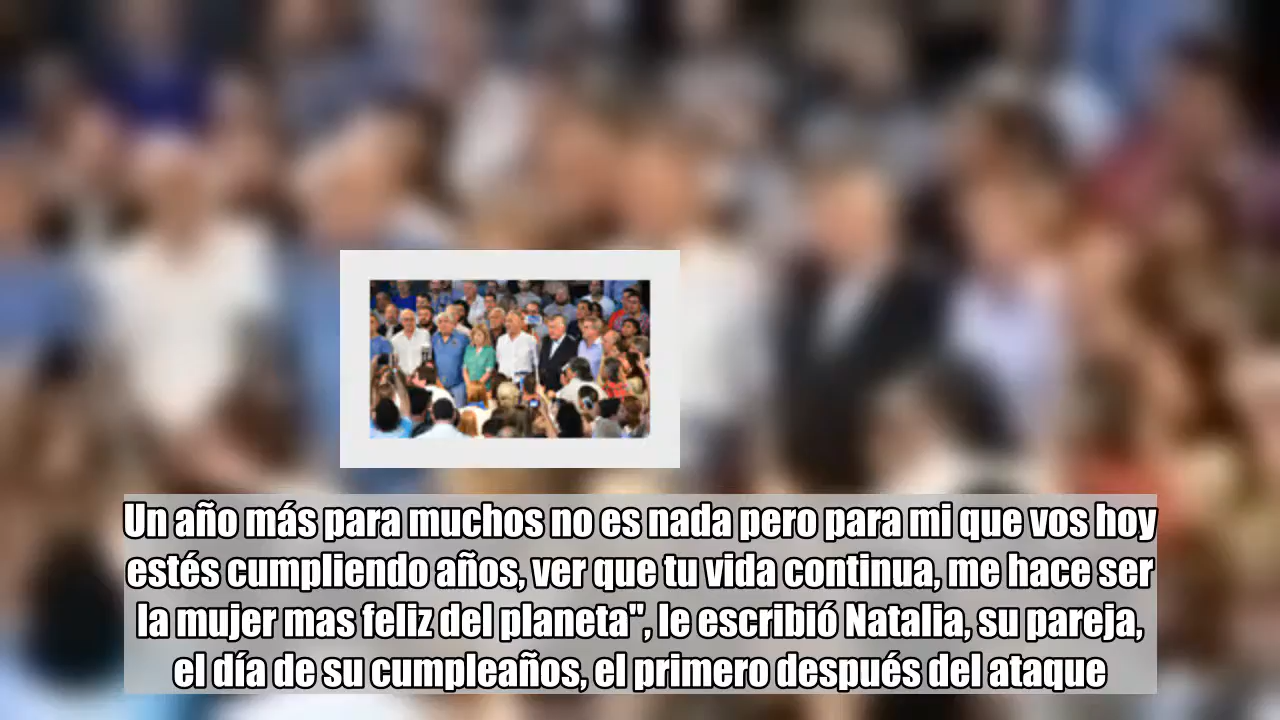 Un año más para muchos no es nada pero para mi que vos hoy
estés cumpliendo años, ver que tu vida continua, me hace ser
la mujer mas feliz del planeta", le escribió Natalia, su pareja,
el día de su cumpleaños, el primero después del ataque